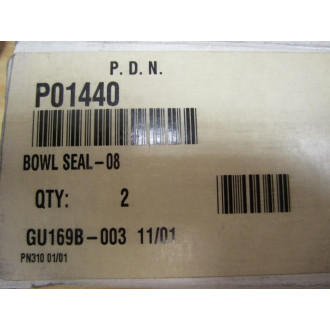 P. D. N.
P01440
BOWL SEAL-08
QTY: 2
GU169B-003 11/01
PN310 01/01